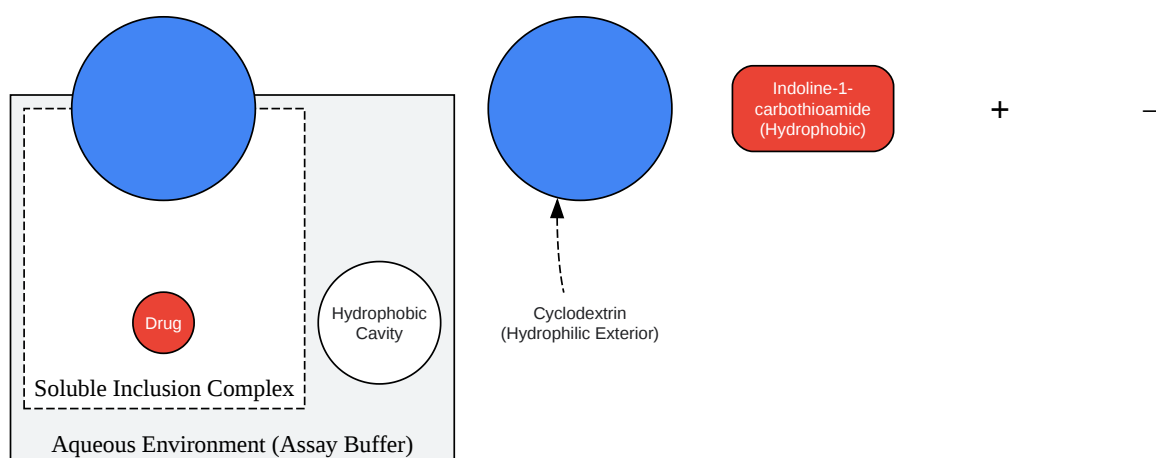 Indoline-1-
carbothioamide
(Hydrophobic)
+
–
Drug
Hydrophobic
Cavity
Cyclodextrin
(Hydrophilic Exterior)
Soluble Inclusion Complex
Aqueous Environment (Assay Buffer)